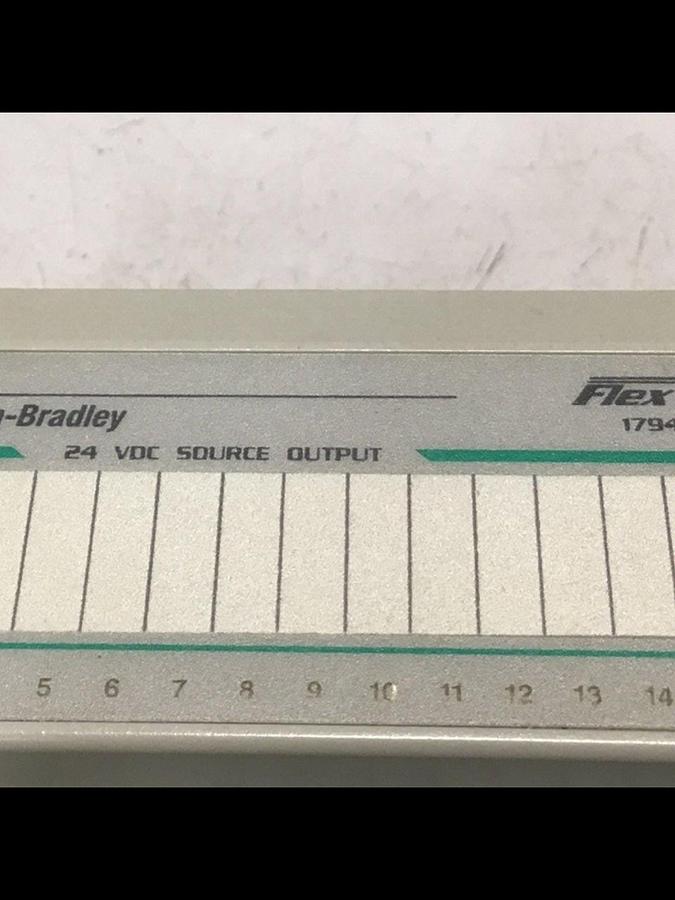 n-Bradley
Flex
1794
24 VDC SOURCE OUTPUT
5 6 7 8 9 10 11 12 13 14